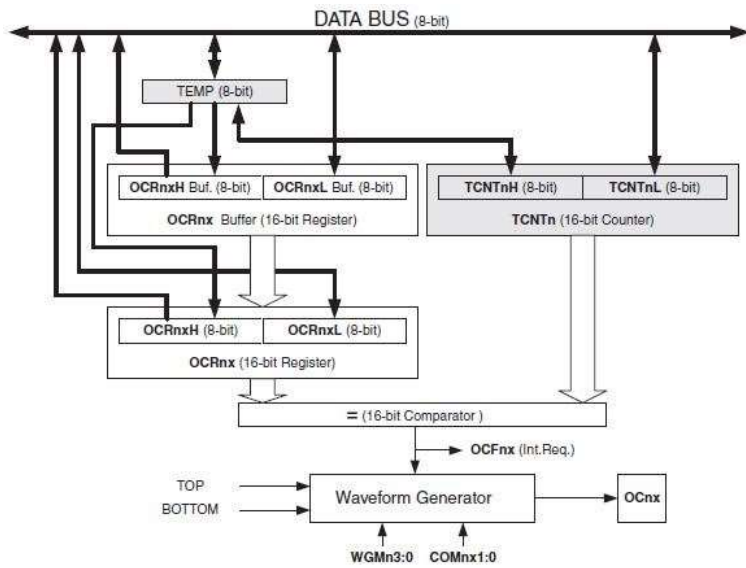 DATA BUS (8-bit)
TEMP (8-bit)
OCRnxH Buf. (8-bit) OCRnxL Buf. (8-bit)
OCRnx Buffer (16-bit Register)
TCNTnH (8-bit) TCNTnL (8-bit)
TCNTn (16-bit Counter)
OCRnxH (8-bit) OCRnxL (8-bit)
OCRnx (16-bit Register)
= (16-bit Comparator )
OCFnx (Int.Req.)
TOP
BOTTOM
Waveform Generator
OCnx
WGMn3:0 COMnx1:0